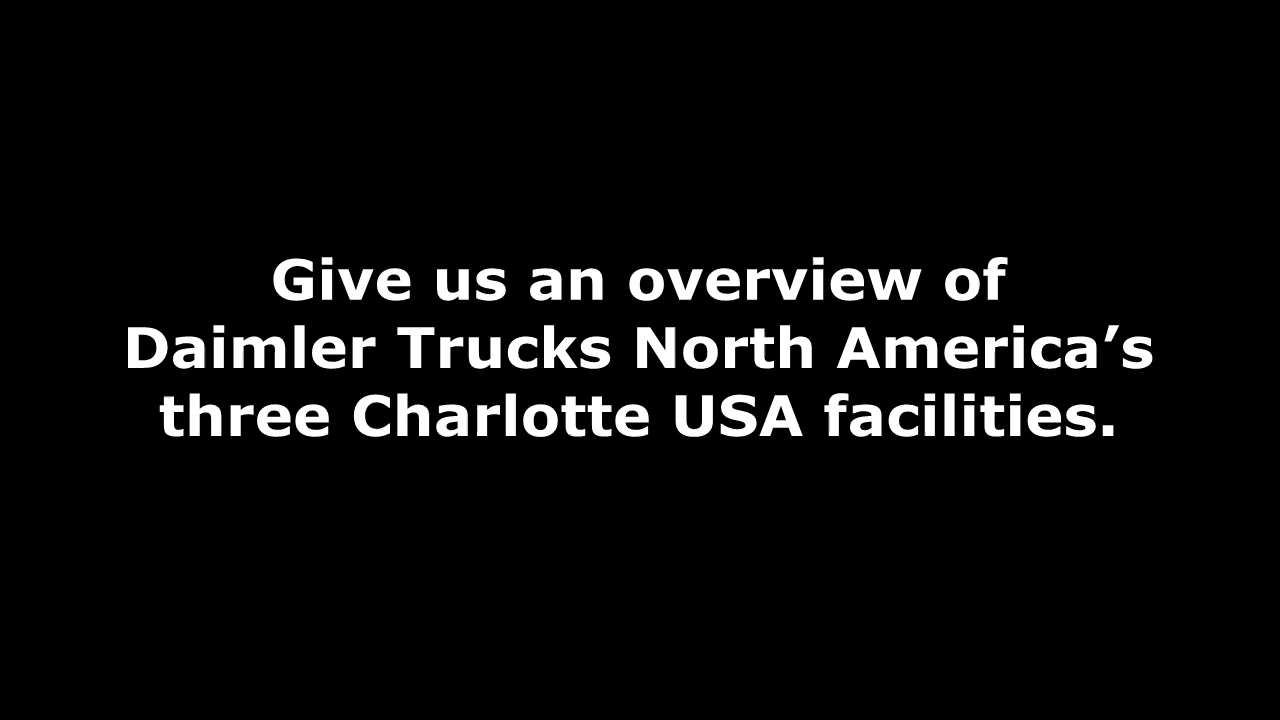 Give us an overview of
Daimler Trucks North America’s
three Charlotte USA facilities.